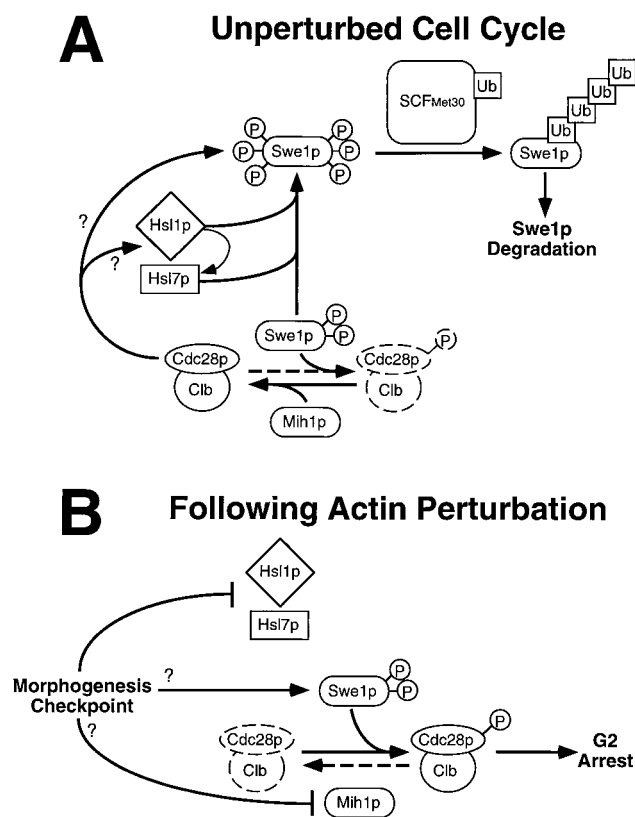 A
Unperturbed Cell Cycle
Ub
Ub
SCFMet30
Ub
Ub
Ub
P
P
P
Swe1p
P
P
P
Swe1p
?
Hsl1p
?
Hsl7p
Swe1p
Degradation
P
Swe1p
P
P
Cdc28p
Cdc28p
Clb
Clb
Mih1p
B
Following Actin Perturbation
Hsl1p
Hsl7p
Morphogenesis
Checkpoint
?
P
Swe1p
P
?
P
Cdc28p
Cdc28p
G2
Arrest
Clb
Clb
Mih1p